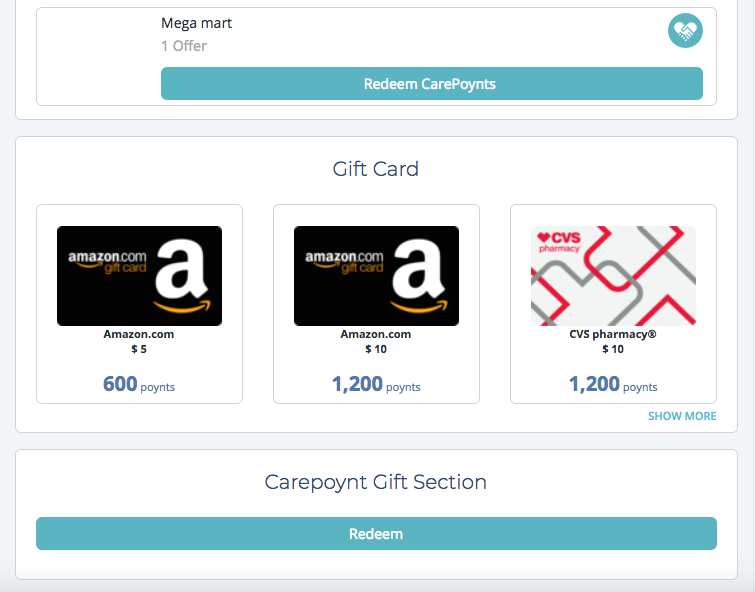 Mega mart
1 Offer
Redeem CarePoynts
Gift Card
amazon.com
gift card
a
Amazon.com
$ 5
600 poynts
amazon.com
gift card
a
Amazon.com
$ 10
1,200 poynts
CVS
pharmacy
CVS pharmacy®
$ 10
1,200 poynts
SHOW MORE
Carepoynt Gift Section
Redeem